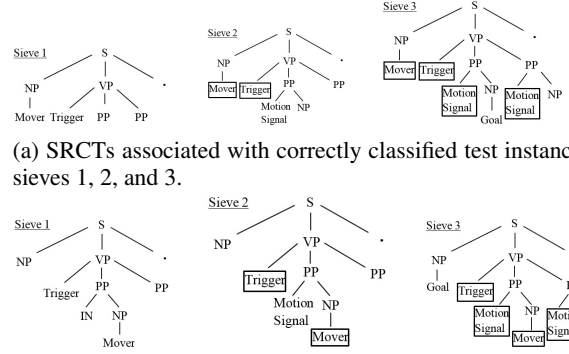 Sieve 1
S
NP VP .
Mover Trigger PP PP
Sieve 2
S
NP VP .
Mover Trigger PP PP
Motion Signal NP
Sieve 3
S
NP VP .
Mover Trigger PP PP
Motion Signal NP Motion Signal NP
Goal
(a) SRCTs associated with correctly classified test instanc
sieves 1, 2, and 3.
Sieve 1
S
NP VP .
Trigger PP PP
IN NP
Mover
Sieve 2
S
NP VP .
Trigger PP PP
Motion Signal NP
Mover
Sieve 3
S
NP VP
Goal Trigger PP
Motion Signal NP
Mover Signal